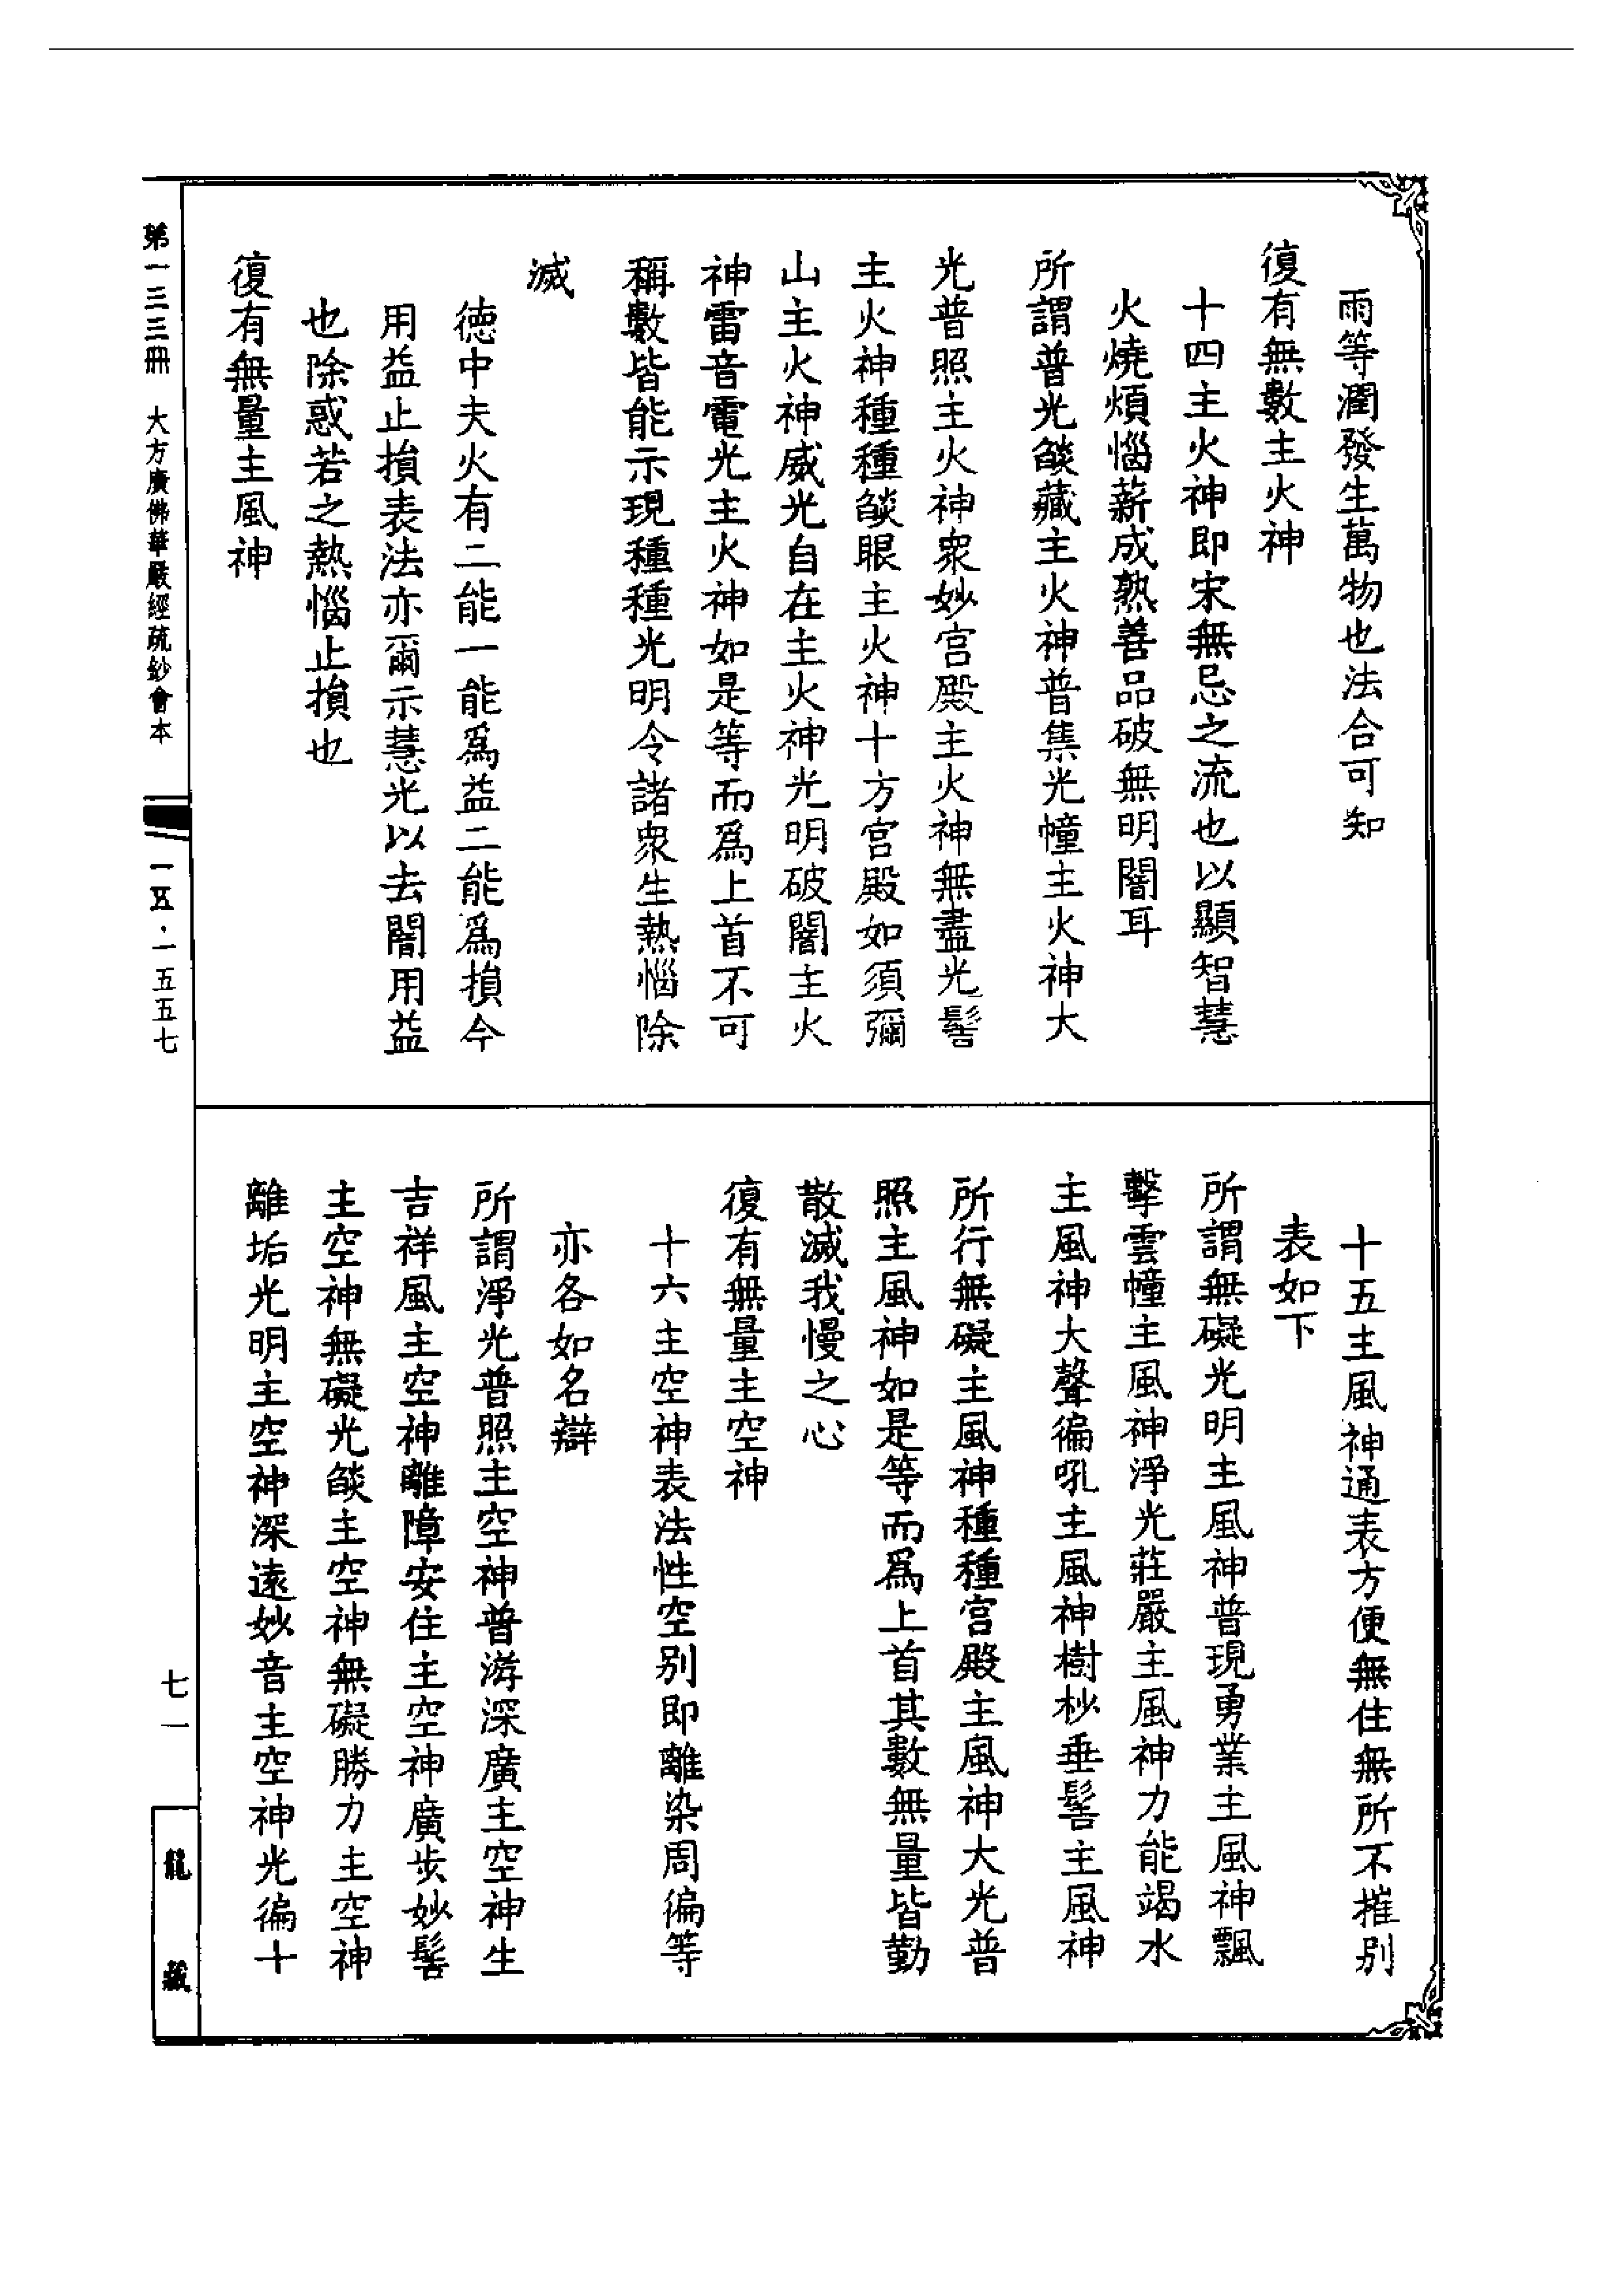 雨等潤發生萬物也法合可知
復有無數主火神
十四主火神即宋無忌之流也以顯智慧
火燒煩惱薪成熟善品破無明闇耳
所謂普光燄藏主火神普集光幢主火神大
光普照主火神衆妙宮殿主火神無盡光髻
主火神種種燄眼主火神十方宮殿如須彌
山主火神威光自在主火神光明破闇主火
神雷音電光主火神如是等而爲上首不可
稱數皆能示現種種光明令諸衆生熱惱除
滅
德中夫火有二能一能爲益二能爲損今
用益止損表法亦爾示慧光以去闇用益
也除惑若之熱惱止損也
復有無量主風神
十五主風神通表方便無住無所不摧別
表如下
所謂無礙光明主風神普現勇業主風神飄
擊雲幢主風神淨光莊嚴主風神力能竭水
主風神大聲徧吼主風神樹杪垂髻主風神
所行無礙主風神種種宮殿主風神大光普
照主風神如是等而爲上首其數無量皆勤
散滅我慢之心
復有無量主空神
十六主空神表法性空別即離染周徧等
亦各如名辯
所謂淨光普照主空神普游深廣主空神生
吉祥風主空神離障安住主空神廣步妙髻
主空神無礙光燄主空神無礙勝力主空神
離垢光明主空神深遠妙音主空神光徧十
第一三三冊 大方廣佛華嚴經疏鈔會本 一五·一五五七
七一
龍藏